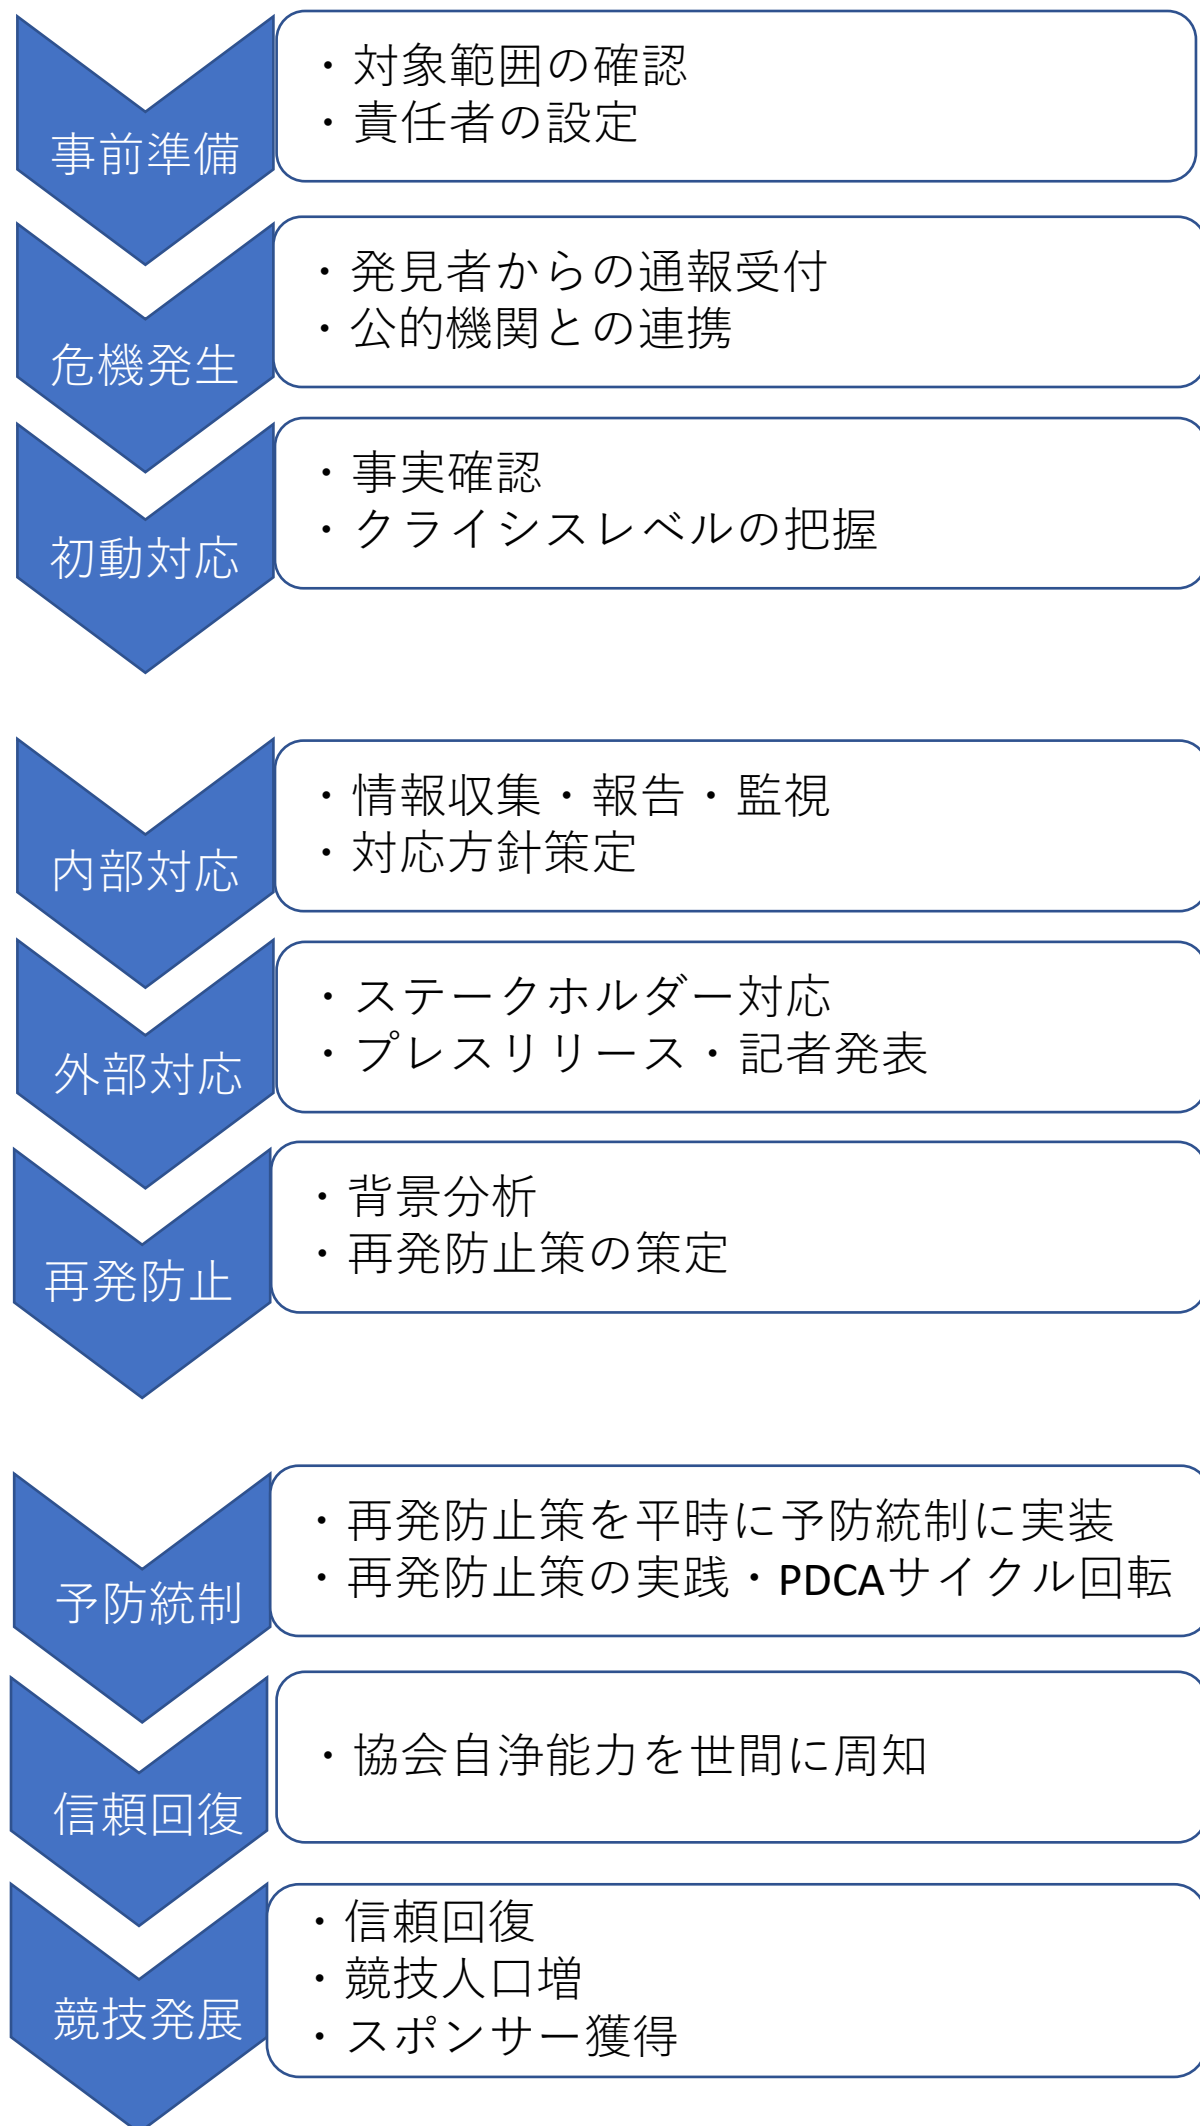 事前準備
・対象範囲の確認
・責任者の設定
危機発生
・発見者からの通報受付
・公的機関との連携
初動対応
・事実確認
・クライシスレベルの把握
内部対応
・情報収集・報告・監視
・対応方針策定
外部対応
・ステークホルダー対応
・プレスリリース・記者発表
再発防止
・背景分析
・再発防止策の策定
予防統制
・再発防止策を平時に予防統制に実装
・再発防止策の実践・PDCAサイクル回転
信頼回復
・協会自浄能力を世間に周知
競技発展
・信頼回復
・競技人口増
・スポンサー獲得